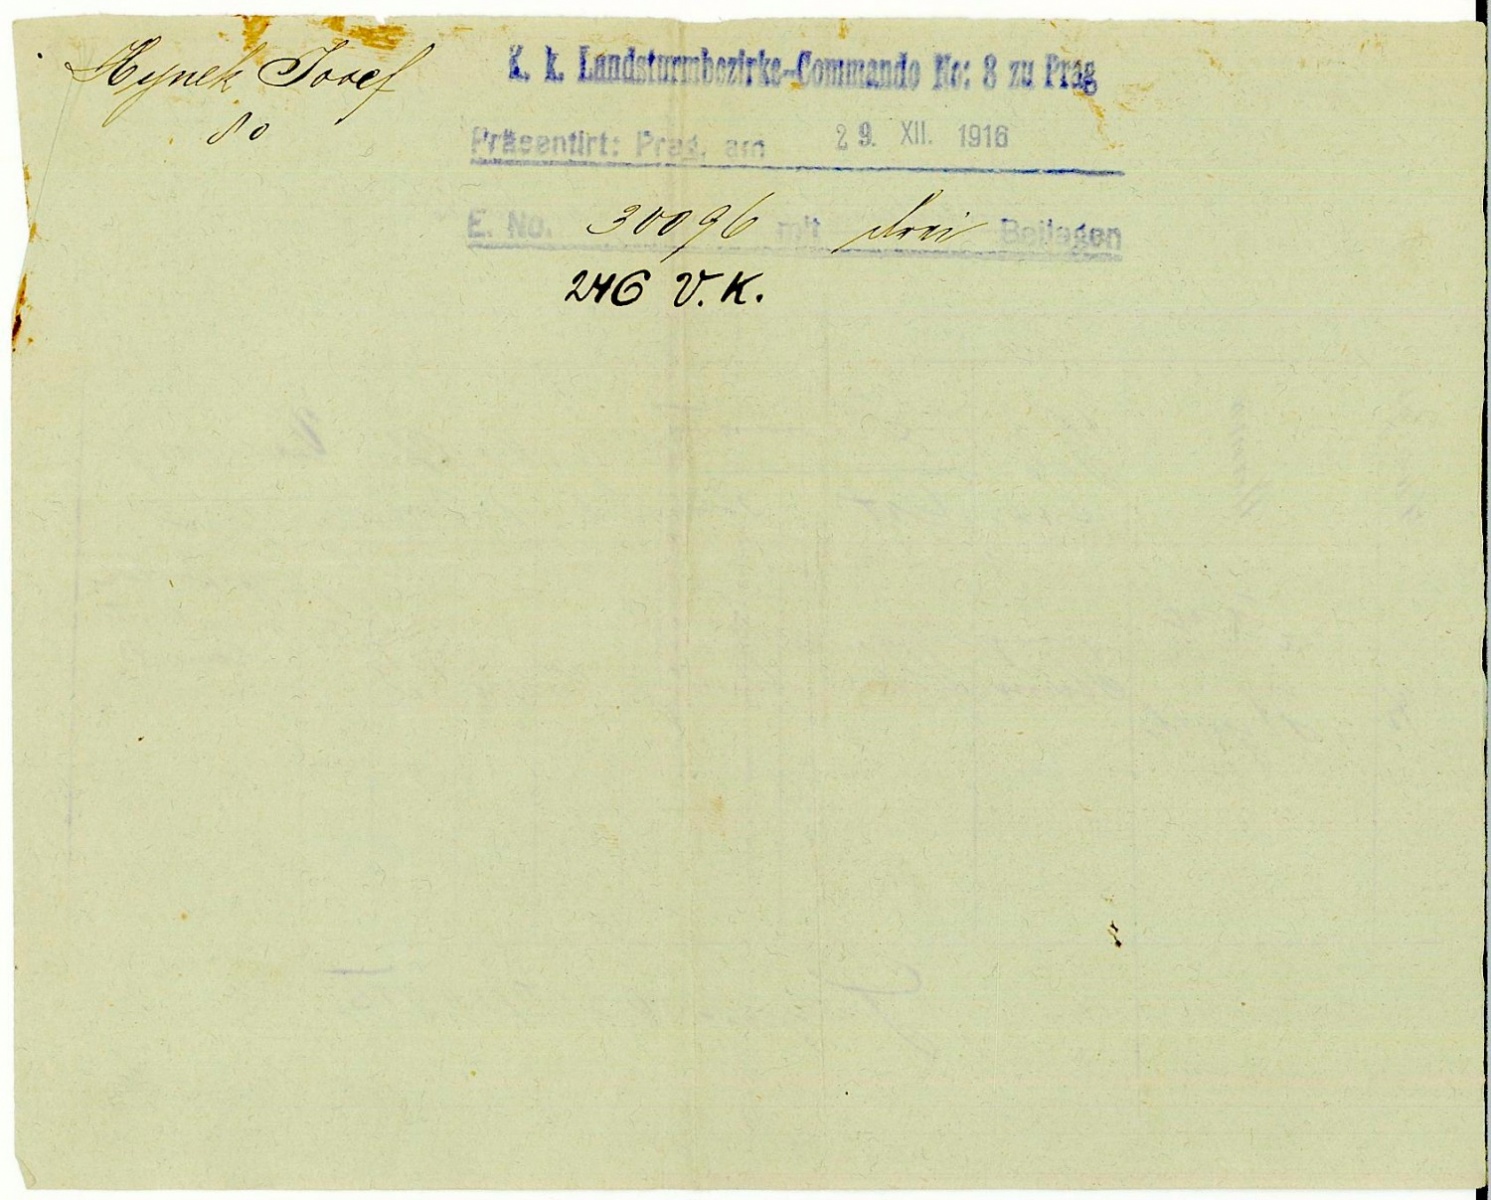 Hynek Josef
80
K. k. Landsturmbezirks-Commando No: 8 zu Prag
Präsentirt: Prag, am 29. XII. 1916
E. No. 30096 mit drei Beilagen
246 V. K.